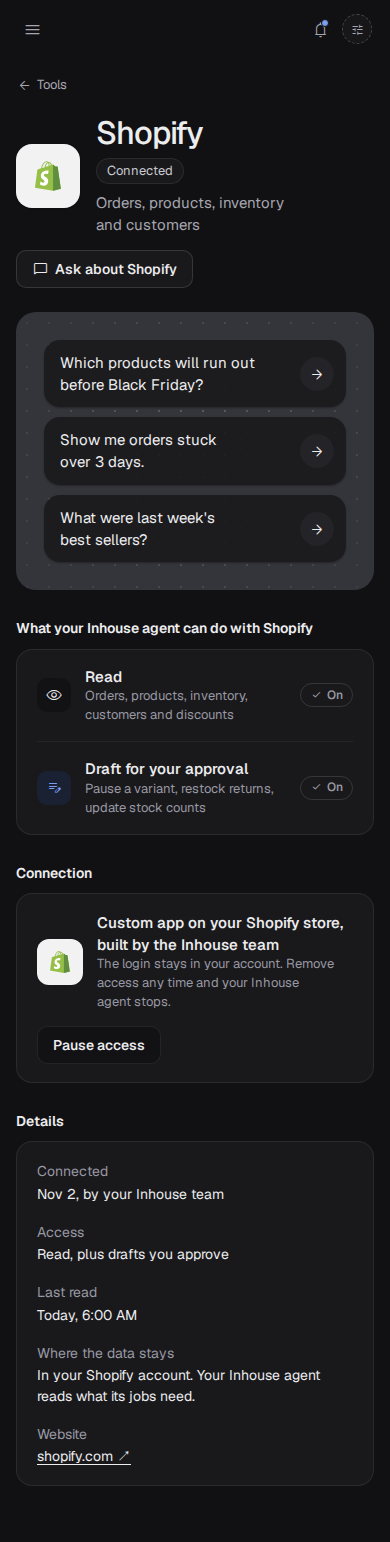 Tools
Shopify
Connected
Orders, products, inventory
and customers
Ask about Shopify
Which products will run out
before Black Friday?
Show me orders stuck
over 3 days.
What were last week's
best sellers?
What your Inhouse agent can do with Shopify
Read
Orders, products, inventory,
customers and discounts
On
Draft for your approval
Pause a variant, restock returns,
update stock counts
On
Connection
Custom app on your Shopify store,
built by the Inhouse team
The login stays in your account. Remove
access any time and your Inhouse
agent stops.
Pause access
Details
Connected
Nov 2, by your Inhouse team
Access
Read, plus drafts you approve
Last read
Today, 6:00 AM
Where the data stays
In your Shopify account. Your Inhouse agent
reads what its jobs need.
Website
shopify.com ↗